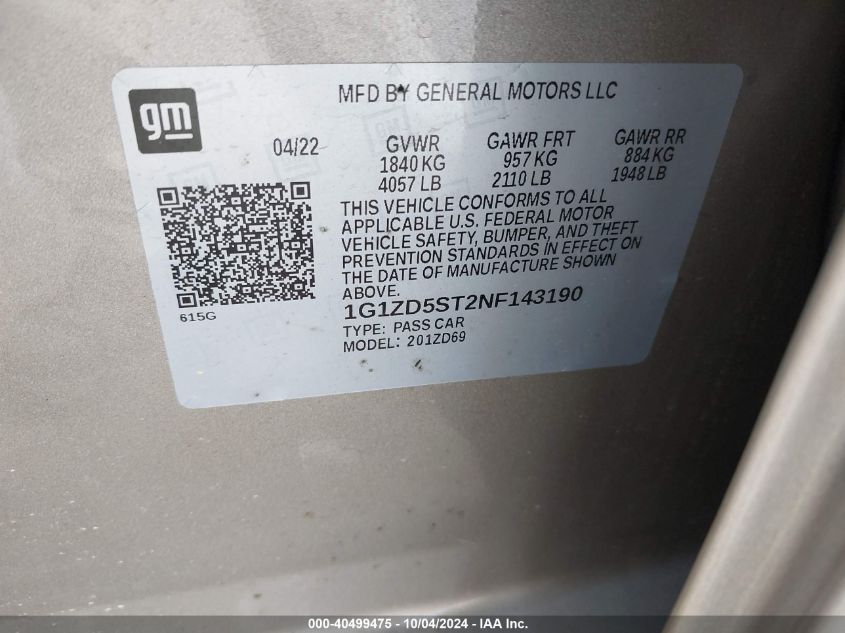 gm
MFD BY GENERAL MOTORS LLC
04/22
GVWR
1840 KG
4057 LB
GAWR FRT
957 KG
2110 LB
GAWR RR
884 KG
1948 LB
THIS VEHICLE CONFORMS TO ALL
APPLICABLE U.S. FEDERAL MOTOR
VEHICLE SAFETY, BUMPER, AND THEFT
PREVENTION STANDARDS IN EFFECT ON
THE DATE OF MANUFACTURE SHOWN
ABOVE.
615G
1G1ZD5ST2NF143190
TYPE: PASS CAR
MODEL: 201ZD69
000-40499475 - 10/04/2024 - IAA Inc.